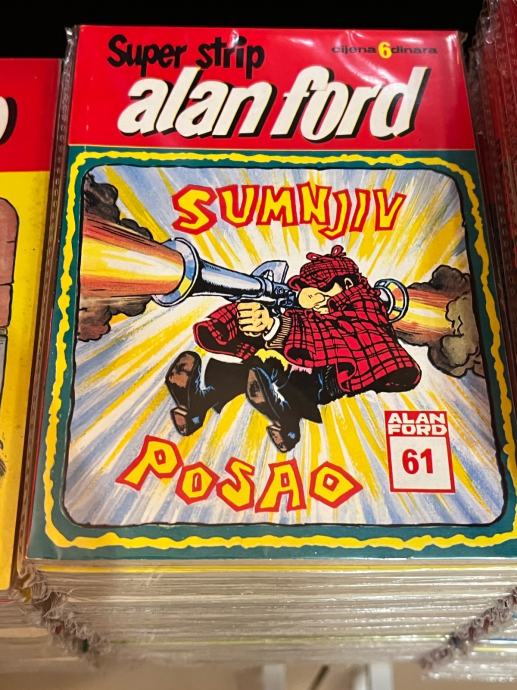 Super strip
cijena 6 dinara
alan ford
SUMNJIV
POSAO
ALAN
FORD
61